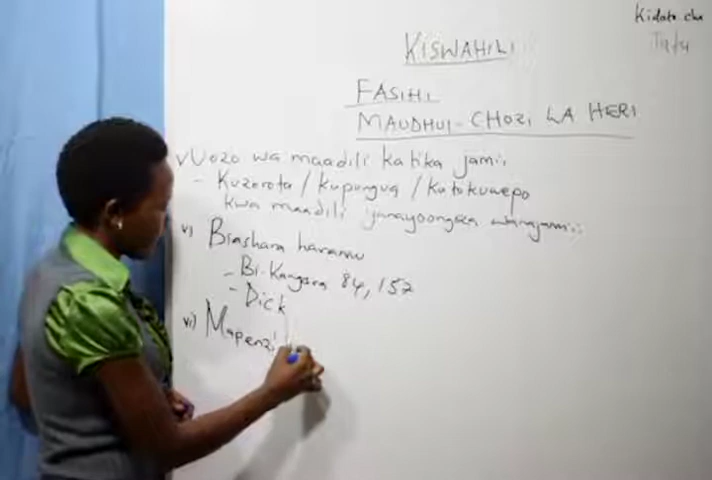 Kidato cha
Tatu
KISWAHILI
FASIHI
MAUDHUI - CHOZI LA HERI
v Uozo wa maadili katika jamii
- Kuzorota / kupungua / kutokuwepo
kwa maadili yanayoongoza wanajamii
v) Biashara haramu
- Bi-Kangara 84, 152
- Dick
vi) Mapenzi